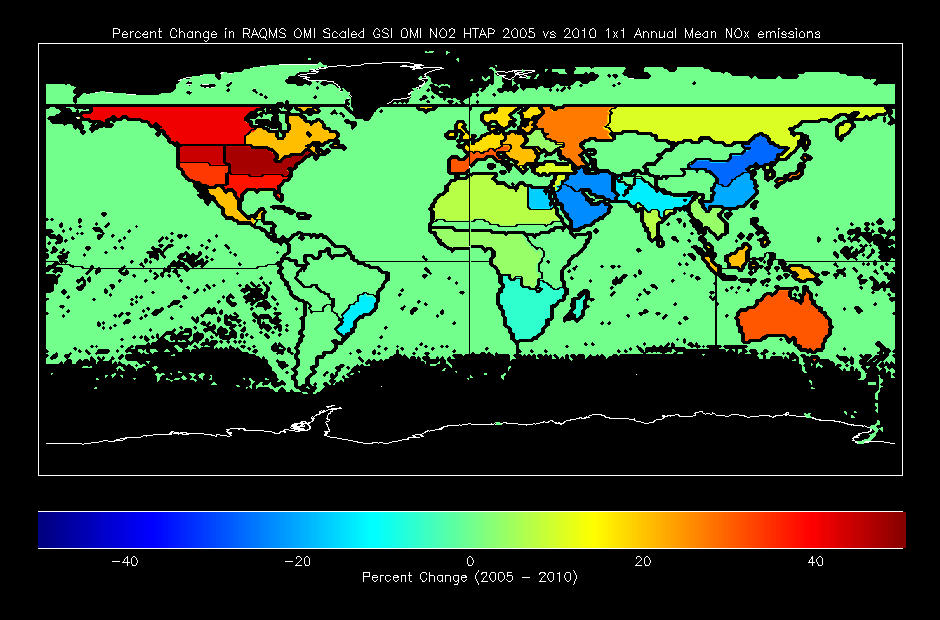 Percent Change in RAQMS OMI Scaled GSI OMI NO2 HTAP 2005 vs 2010 1x1 Annual Mean NOx emissions
−40 −20 0 20 40
Percent Change (2005 − 2010)